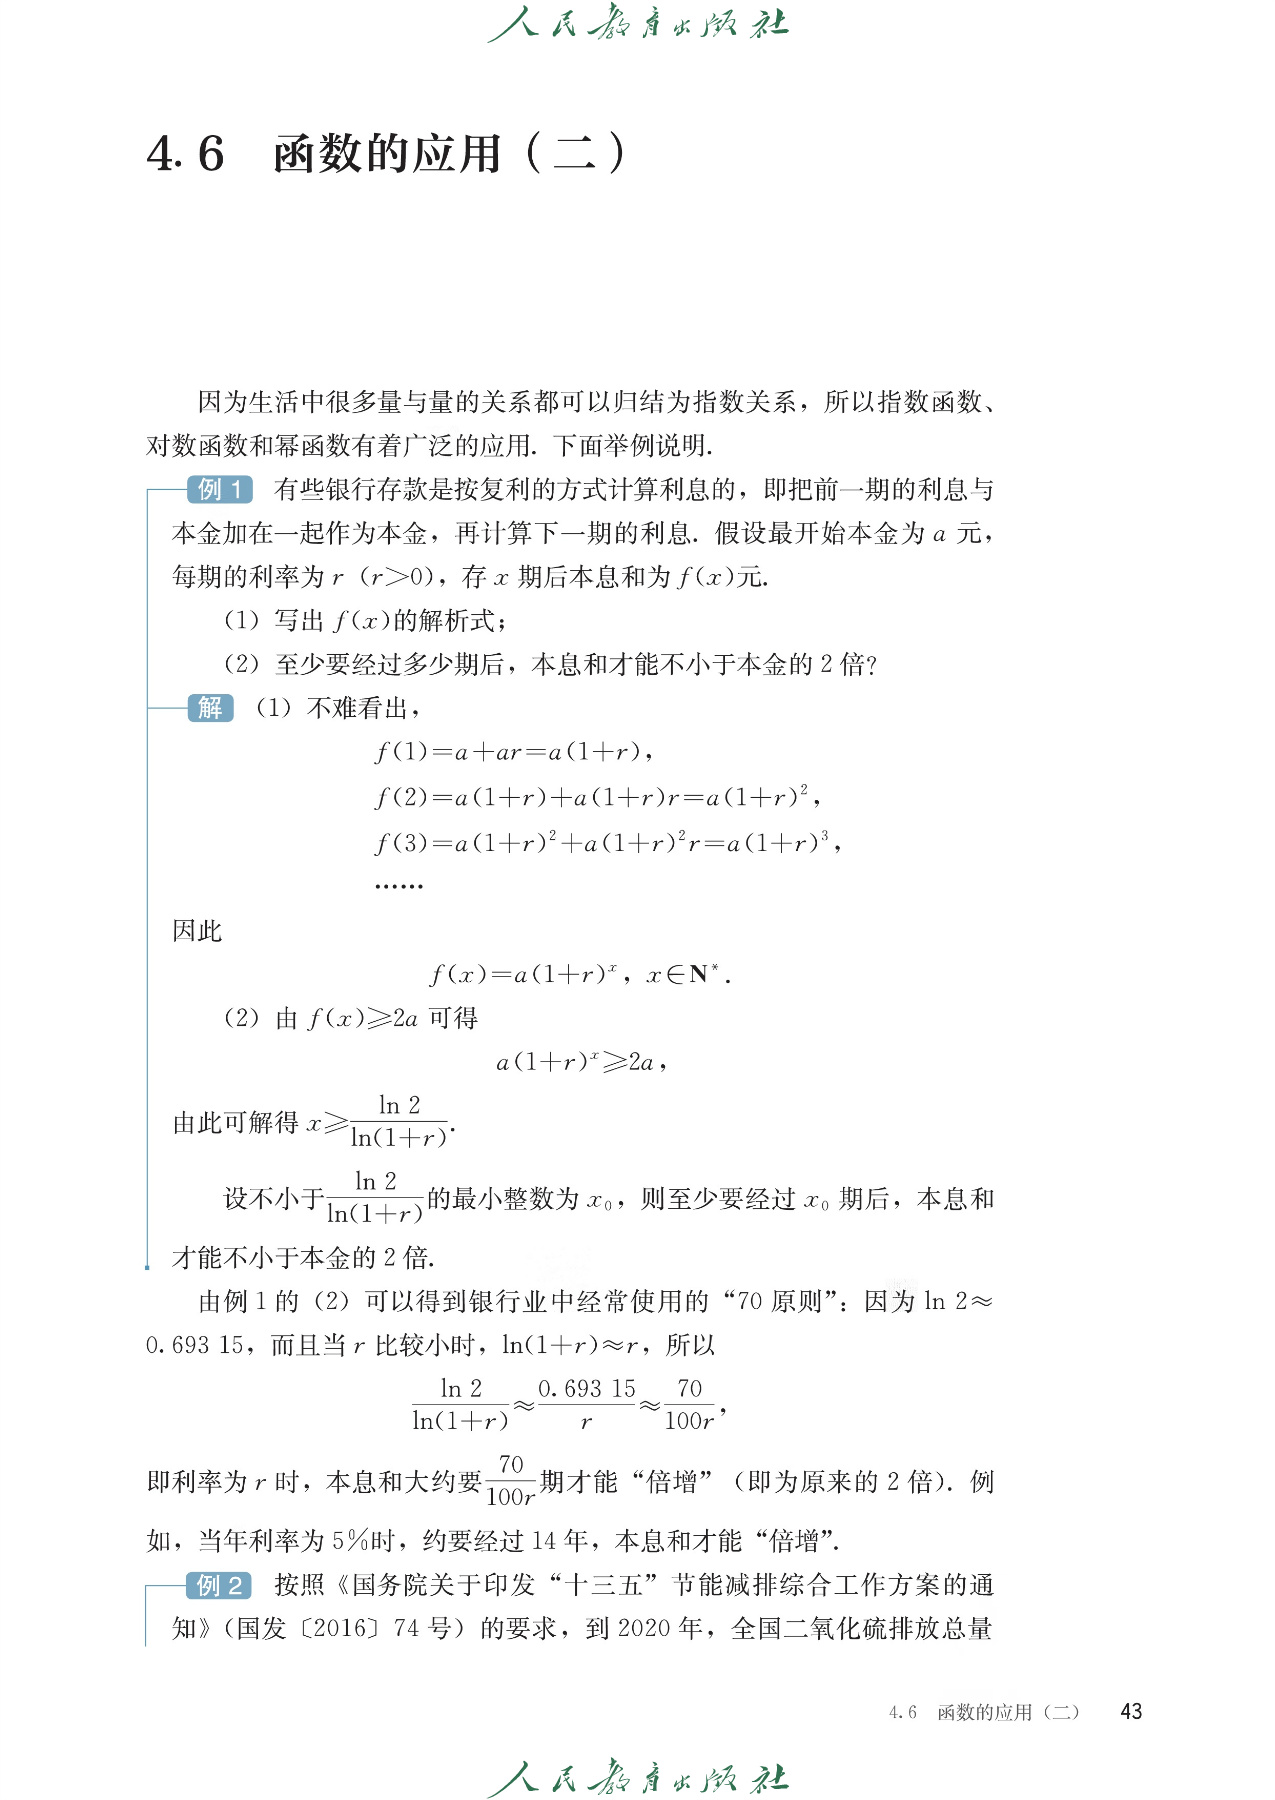 人民教育出版社
4.6 函数的应用(二)
因为生活中很多量与量的关系都可以归结为指数关系，所以指数函数、
对数函数和幂函数有着广泛的应用. 下面举例说明.
例 1 有些银行存款是按复利的方式计算利息的，即把前一期的利息与
本金加在一起作为本金，再计算下一期的利息. 假设最开始本金为 a 元，
每期的利率为 r（r>0），存 x 期后本息和为 f(x)元.
（1）写出 f(x)的解析式；
（2）至少要经过多少期后，本息和才能不小于本金的 2 倍？
解 （1）不难看出，
f(1)=a+ar=a(1+r)，
f(2)=a(1+r)+a(1+r)r=a(1+r)²，
f(3)=a(1+r)²+a(1+r)²r=a(1+r)³，
……
因此
f(x)=a(1+r)^x，x∈N*.
（2）由 f(x)≥2a 可得
a(1+r)^x≥2a，
由此可解得 x≥ln 2/ln(1+r).
设不小于 ln 2/ln(1+r) 的最小整数为 x₀，则至少要经过 x₀ 期后，本息和
才能不小于本金的 2 倍.
由例 1 的（2）可以得到银行业中经常使用的“70 原则”：因为 ln 2≈
0.693 15，而且当 r 比较小时，ln(1+r)≈r，所以
ln 2/ln(1+r)≈0.693 15/r≈70/100r，
即利率为 r 时，本息和大约要 70/100r 期才能“倍增”（即为原来的 2 倍）. 例
如，当年利率为 5%时，约要经过 14 年，本息和才能“倍增”.
例 2 按照《国务院关于印发“十三五”节能减排综合工作方案的通
知》（国发〔2016〕74 号）的要求，到 2020 年，全国二氧化硫排放总量
4.6 函数的应用（二） 43
人民教育出版社